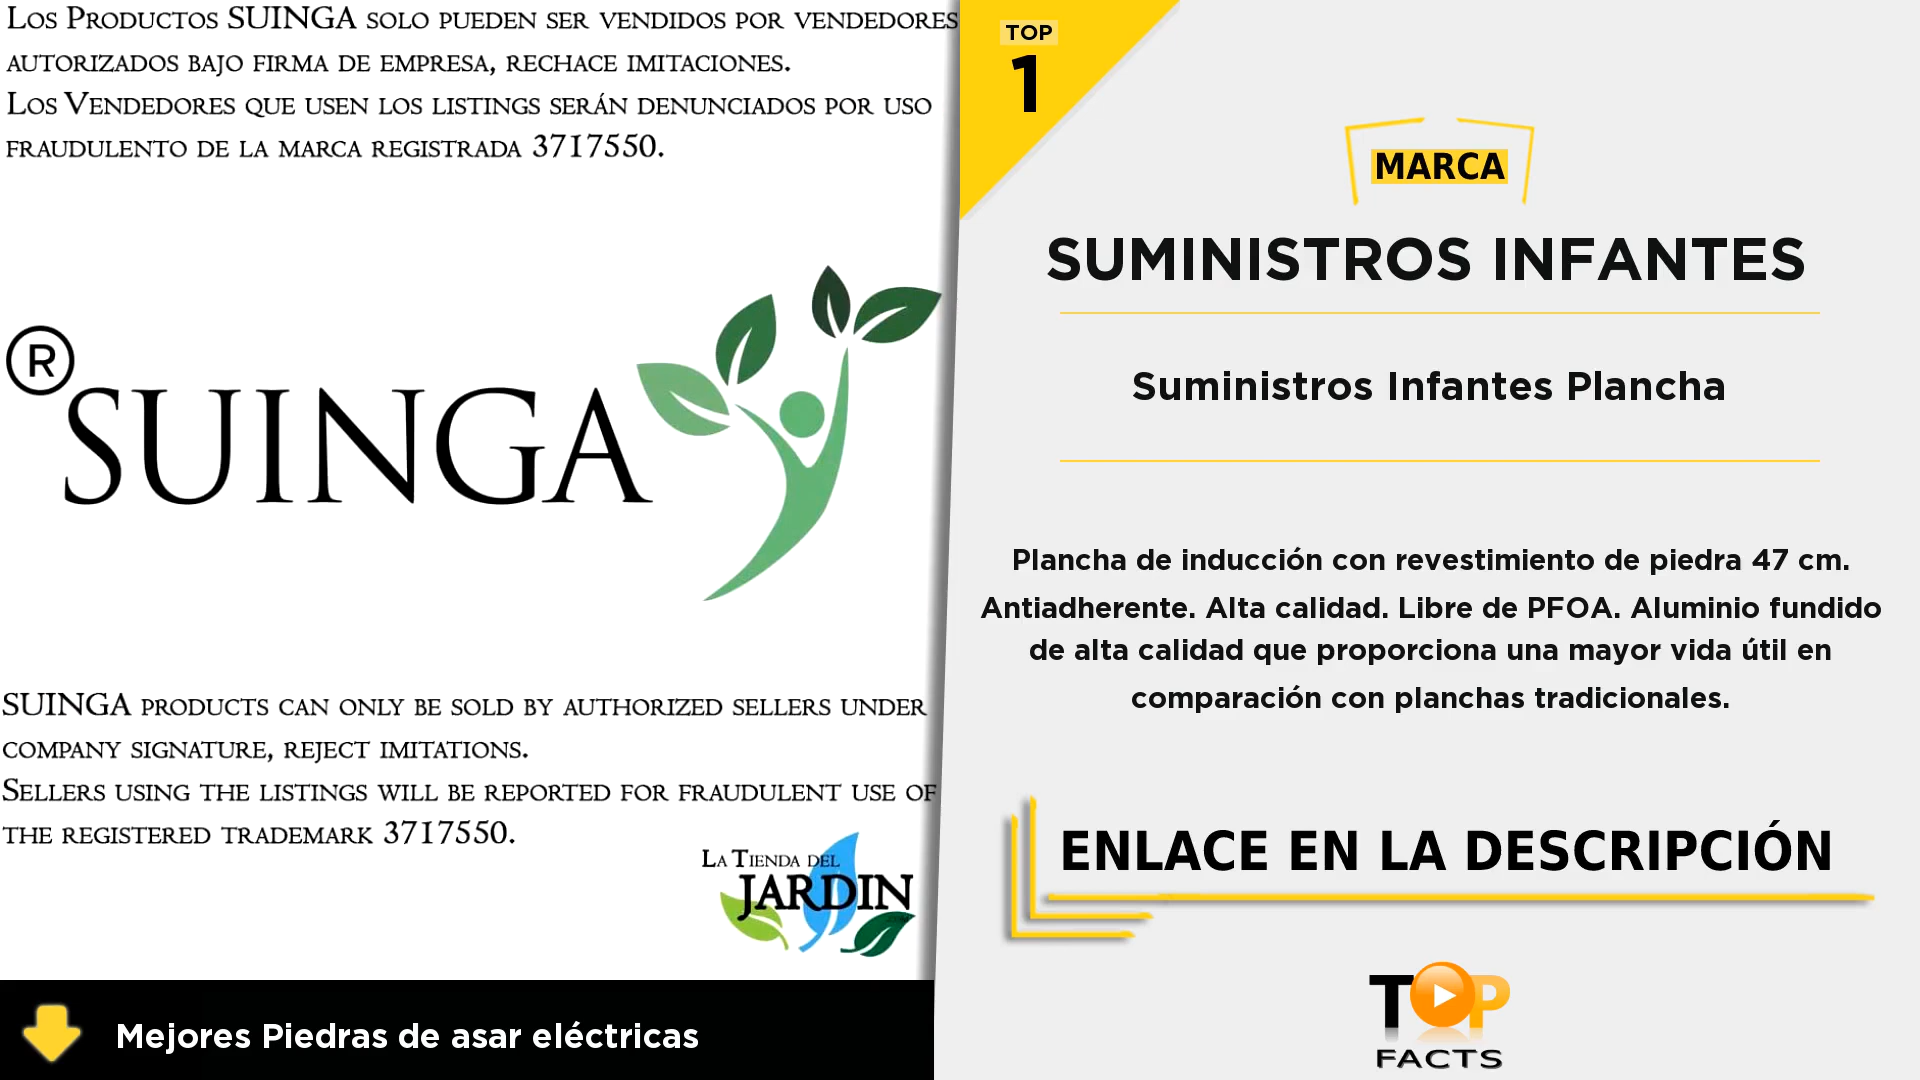 Los Productos SUINGA solo pueden ser vendidos por vendedores
autorizados bajo firma de empresa, rechace imitaciones.
Los Vendedores que usen los listings serán denunciados por uso
fraudulento de la marca registrada 3717550.
®
SUINGA
SUINGA products can only be sold by authorized sellers under
company signature, reject imitations.
Sellers using the listings will be reported for fraudulent use of
the registered trademark 3717550.
La Tienda del
JARDIN
Mejores Piedras de asar eléctricas
TOP
1
MARCA
SUMINISTROS INFANTES
Suministros Infantes Plancha
Plancha de inducción con revestimiento de piedra 47 cm.
Antiadherente. Alta calidad. Libre de PFOA. Aluminio fundido
de alta calidad que proporciona una mayor vida útil en
comparación con planchas tradicionales.
ENLACE EN LA DESCRIPCIÓN
TOP
FACTS